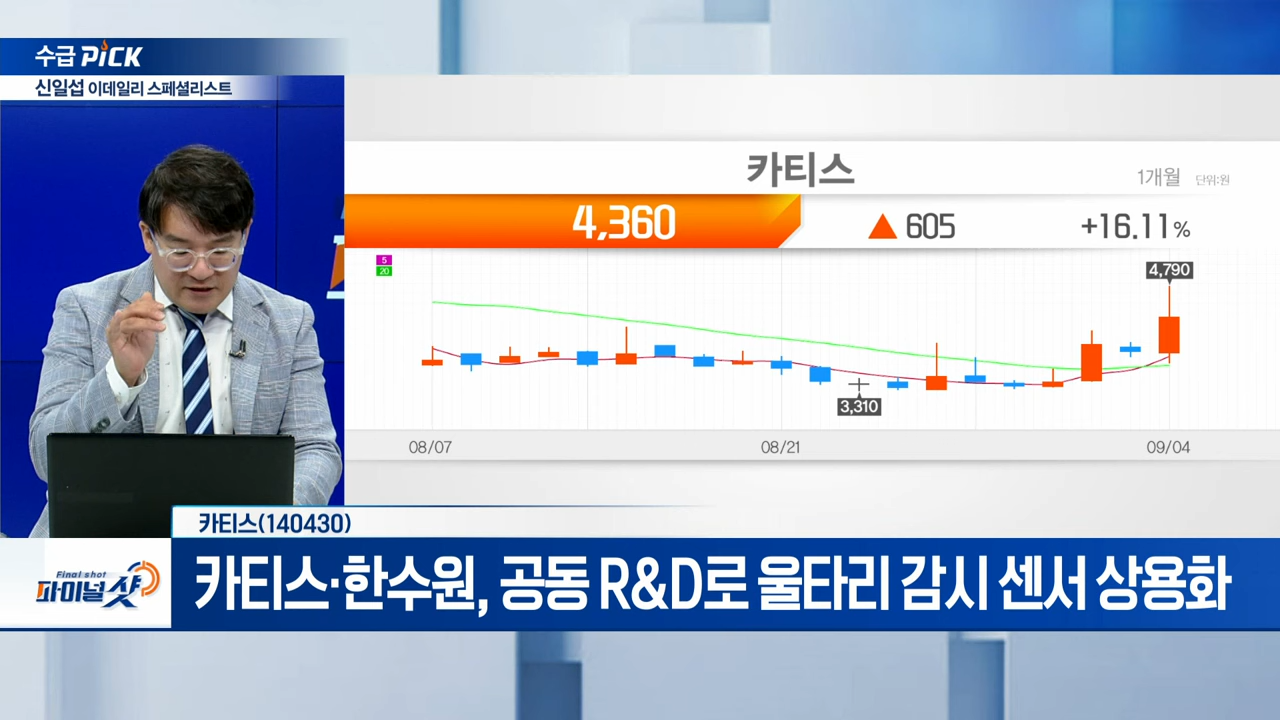 수급 PiCK
신일섭 이데일리 스페셜리스트
카티스
1개월 단위:원
4,360 ▲ 605 +16.11%
5
20
4,790
3,310
08/07 08/21 09/04
카티스(140430)
Final shot
파이널샷
카티스·한수원, 공동 R&D로 울타리 감시 센서 상용화